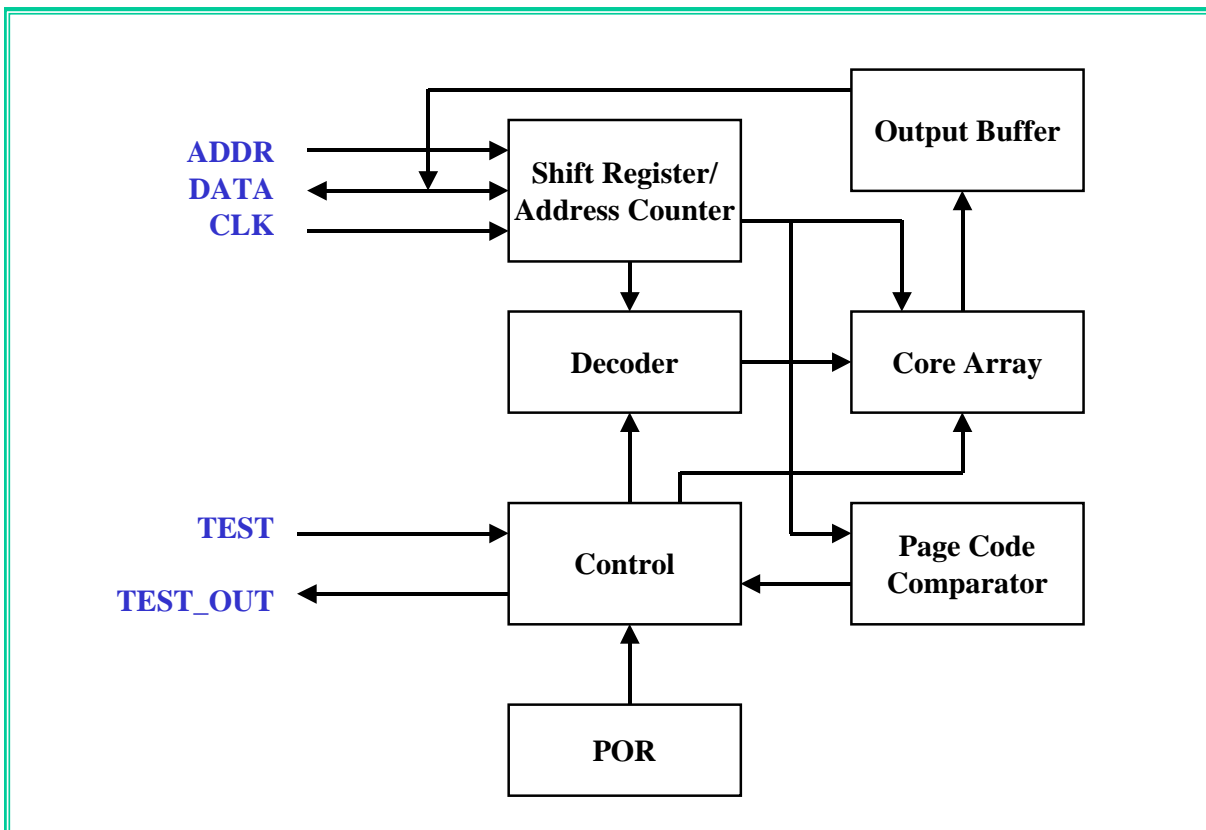 Output Buffer
ADDR
DATA
CLK
Shift Register/
Address Counter
Decoder
Core Array
TEST
TEST_OUT
Control
Page Code
Comparator
POR